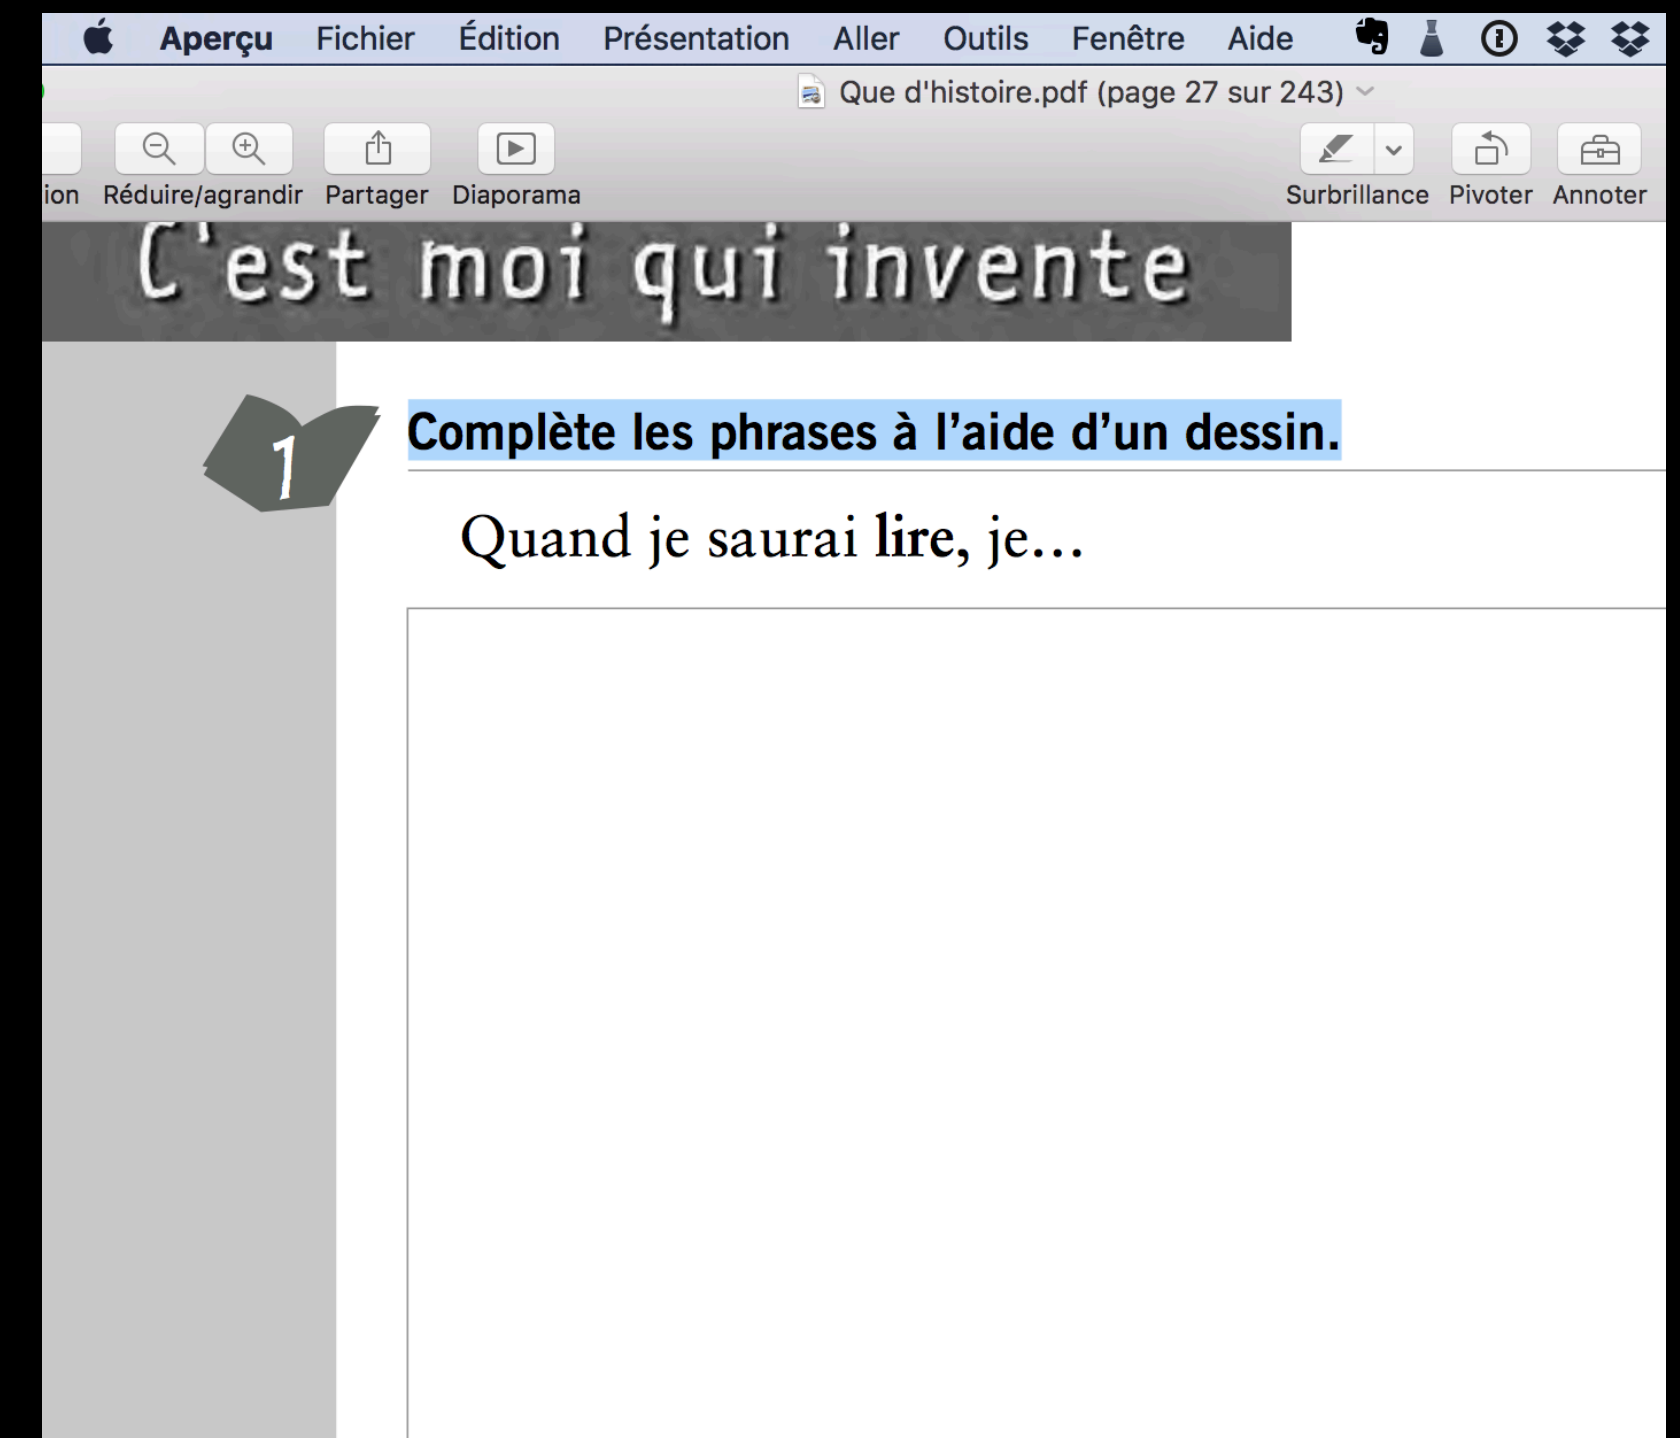 Aperçu Fichier Édition Présentation Aller Outils Fenêtre Aide
Que d'histoire.pdf (page 27 sur 243)
ion Réduire/agrandir Partager Diaporama Surbrillance Pivoter Annoter
C'est moi qui invente
1
Complète les phrases à l’aide d’un dessin.
Quand je saurai lire, je…